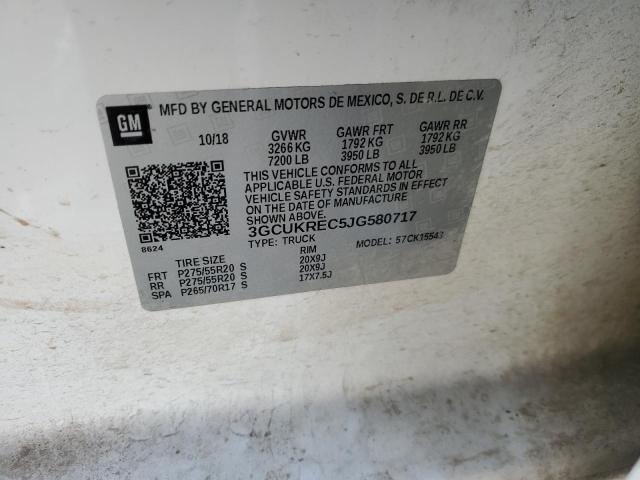 GM
MFD BY GENERAL MOTORS DE MEXICO, S. DE R.L. DE C.V.
10/18 GVWR GAWR FRT GAWR RR
3266 KG 1792 KG 1792 KG
7200 LB 3950 LB 3950 LB
THIS VEHICLE CONFORMS TO ALL
APPLICABLE U.S. FEDERAL MOTOR
VEHICLE SAFETY STANDARDS IN EFFECT
ON THE DATE OF MANUFACTURE
SHOWN ABOVE.
3GCUKREC5JG580717
8624
TYPE: TRUCK MODEL: 57CK15543
TIRE SIZE RIM
FRT P275/55R20 S 20X9J
RR P275/55R20 S 20X9J
SPA P265/70R17 S 17X7.5J